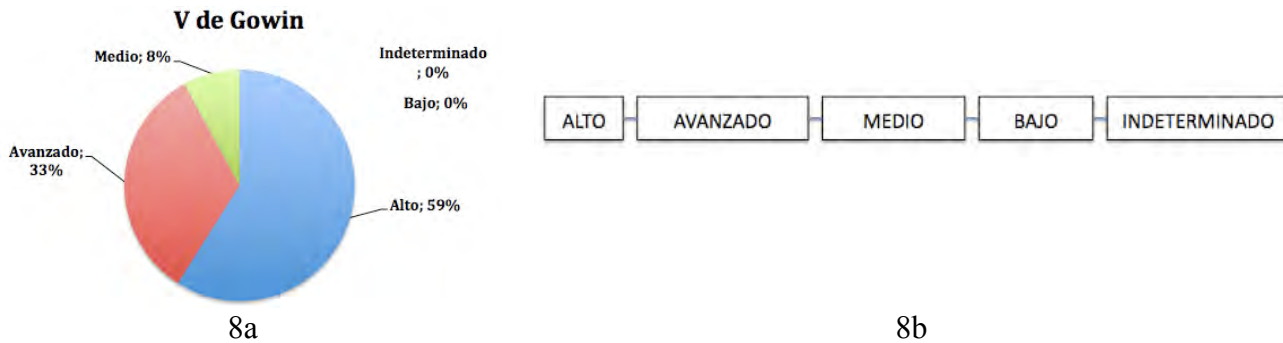 V de Gowin
Medio; 8%
Indeterminado
; 0%
Bajo; 0%
Avanzado;
33%
Alto; 59%
8a
ALTO
AVANZADO
MEDIO
BAJO
INDETERMINADO
8b